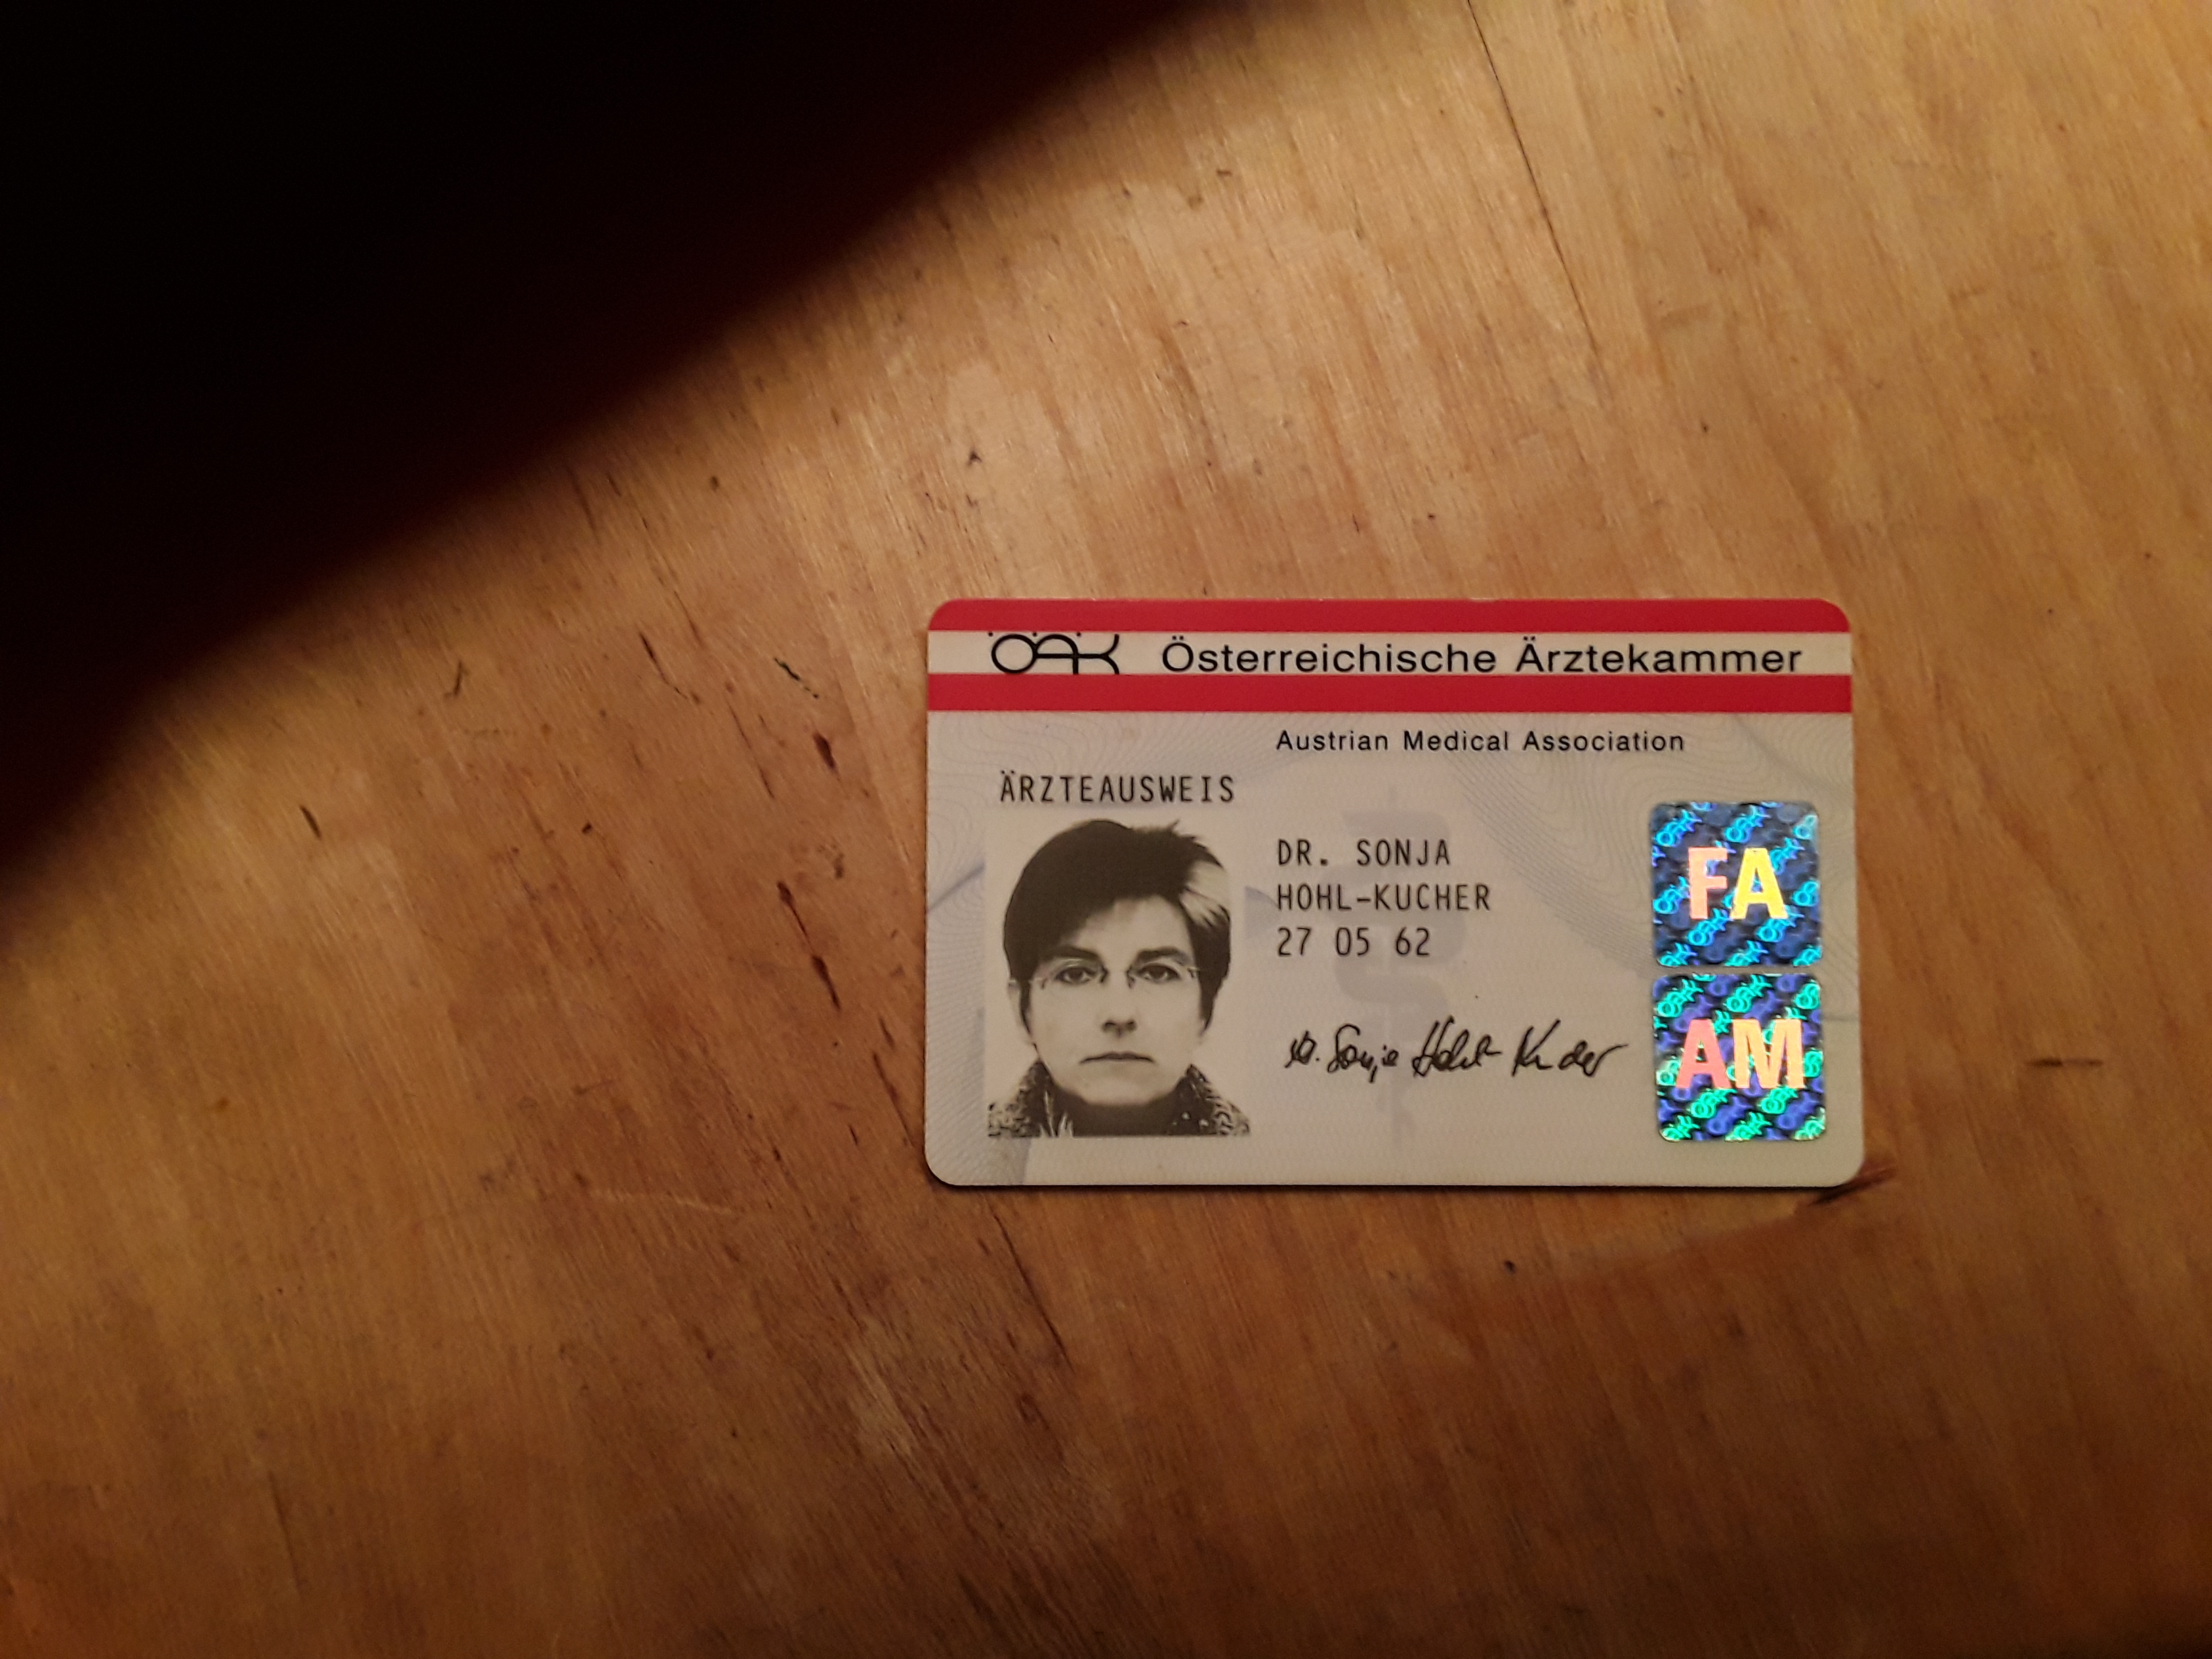 ÖÄK Österreichische Ärztekammer
Austrian Medical Association
ÄRZTEAUSWEIS
DR. SONJA
HOHL-KUCHER
27 05 62
Dr. Sonja Hohl-Kucher
FA
AM